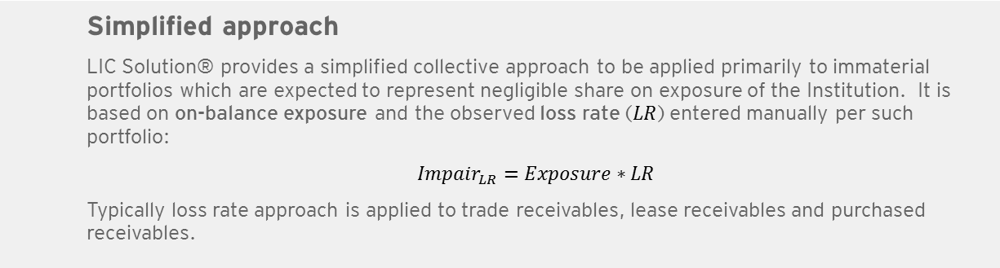 Simplified approach
LIC Solution® provides a simplified collective approach to be applied primarily to immaterial
portfolios which are expected to represent negligible share on exposure of the Institution.  It is
based on on-balance exposure and the observed loss rate (LR) entered manually per such
portfolio:
Impair_LR = Exposure ∗ LR
Typically loss rate approach is applied to trade receivables, lease receivables and purchased
receivables.